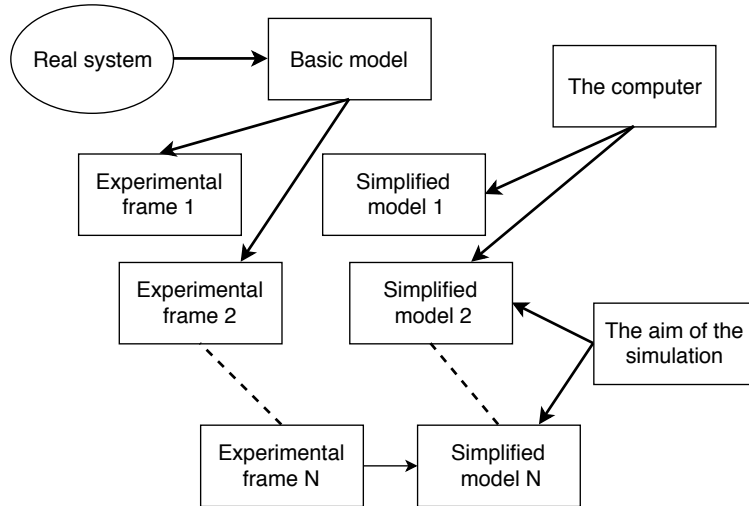 Real system
Basic model
The computer
Experimental
frame 1
Simplified
model 1
Experimental
frame 2
Simplified
model 2
The aim of the
simulation
Experimental
frame N
Simplified
model N